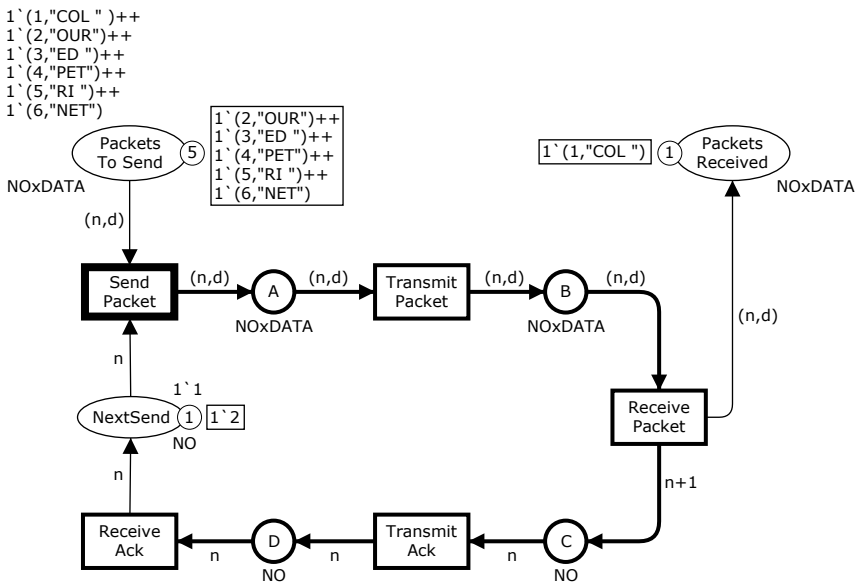 1`(1,"COL " )++
1`(2,"OUR")++
1`(3,"ED ")++
1`(4,"PET")++
1`(5,"RI ")++
1`(6,"NET")
Packets
To Send
5
1`(2,"OUR")++
1`(3,"ED ")++
1`(4,"PET")++
1`(5,"RI ")++
1`(6,"NET")
NOxDATA
1`(1,"COL ")
1
Packets
Received
NOxDATA
(n,d)
Send
Packet
(n,d)
A
NOxDATA
(n,d)
Transmit
Packet
(n,d)
B
NOxDATA
(n,d)
(n,d)
n
1`1
NextSend
1
1`2
NO
Receive
Packet
n
n+1
Receive
Ack
n
D
NO
n
Transmit
Ack
n
C
NO